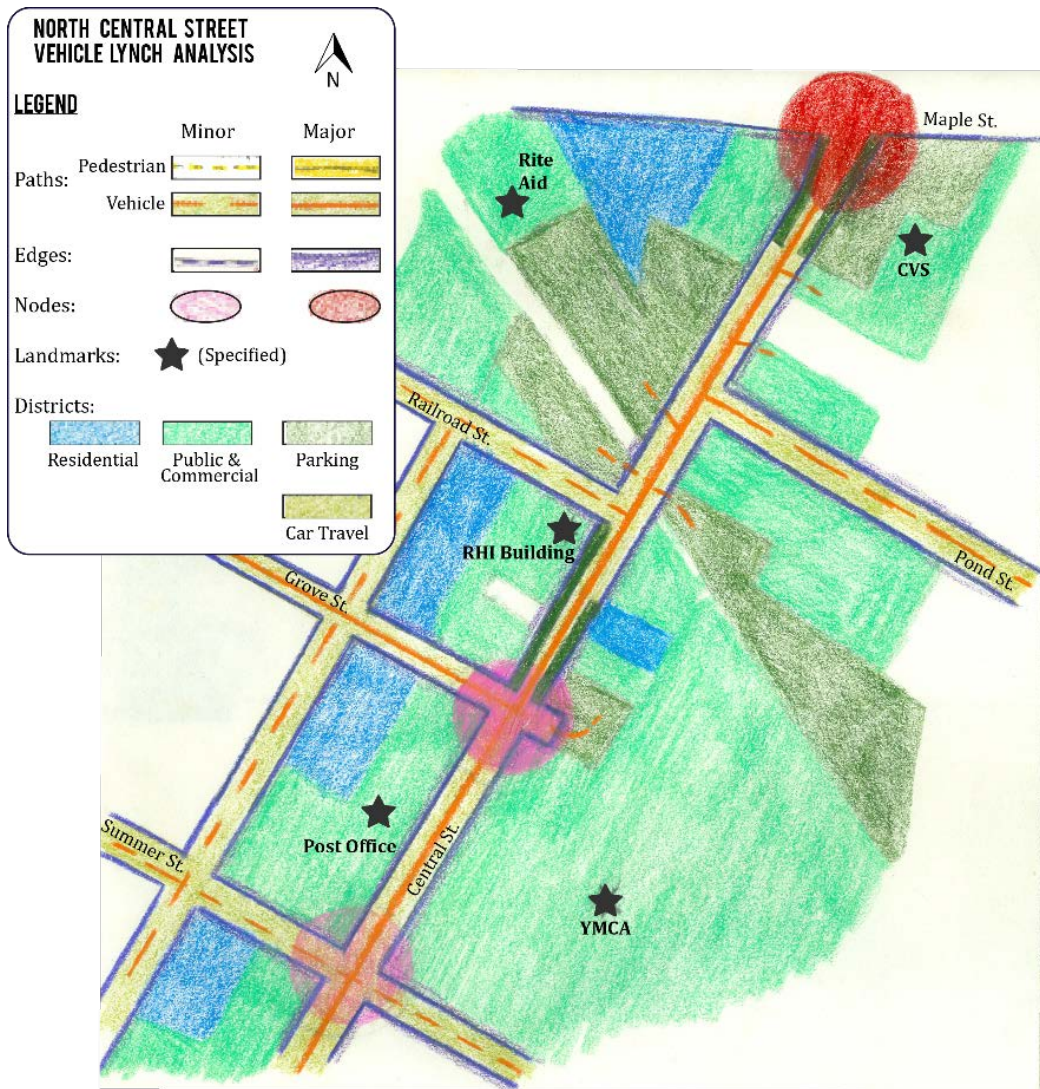 NORTH CENTRAL STREET
VEHICLE LYNCH ANALYSIS
N
LEGEND
Minor
Major
Paths:
Pedestrian
Vehicle
Edges:
Nodes:
Landmarks:
(Specified)
Districts:
Residential
Public &
Commercial
Parking
Car Travel
Maple St.
Rite
Aid
CVS
Railroad St.
RHI Building
Pond St.
Grove St.
Post Office
Central St.
Summer St.
YMCA